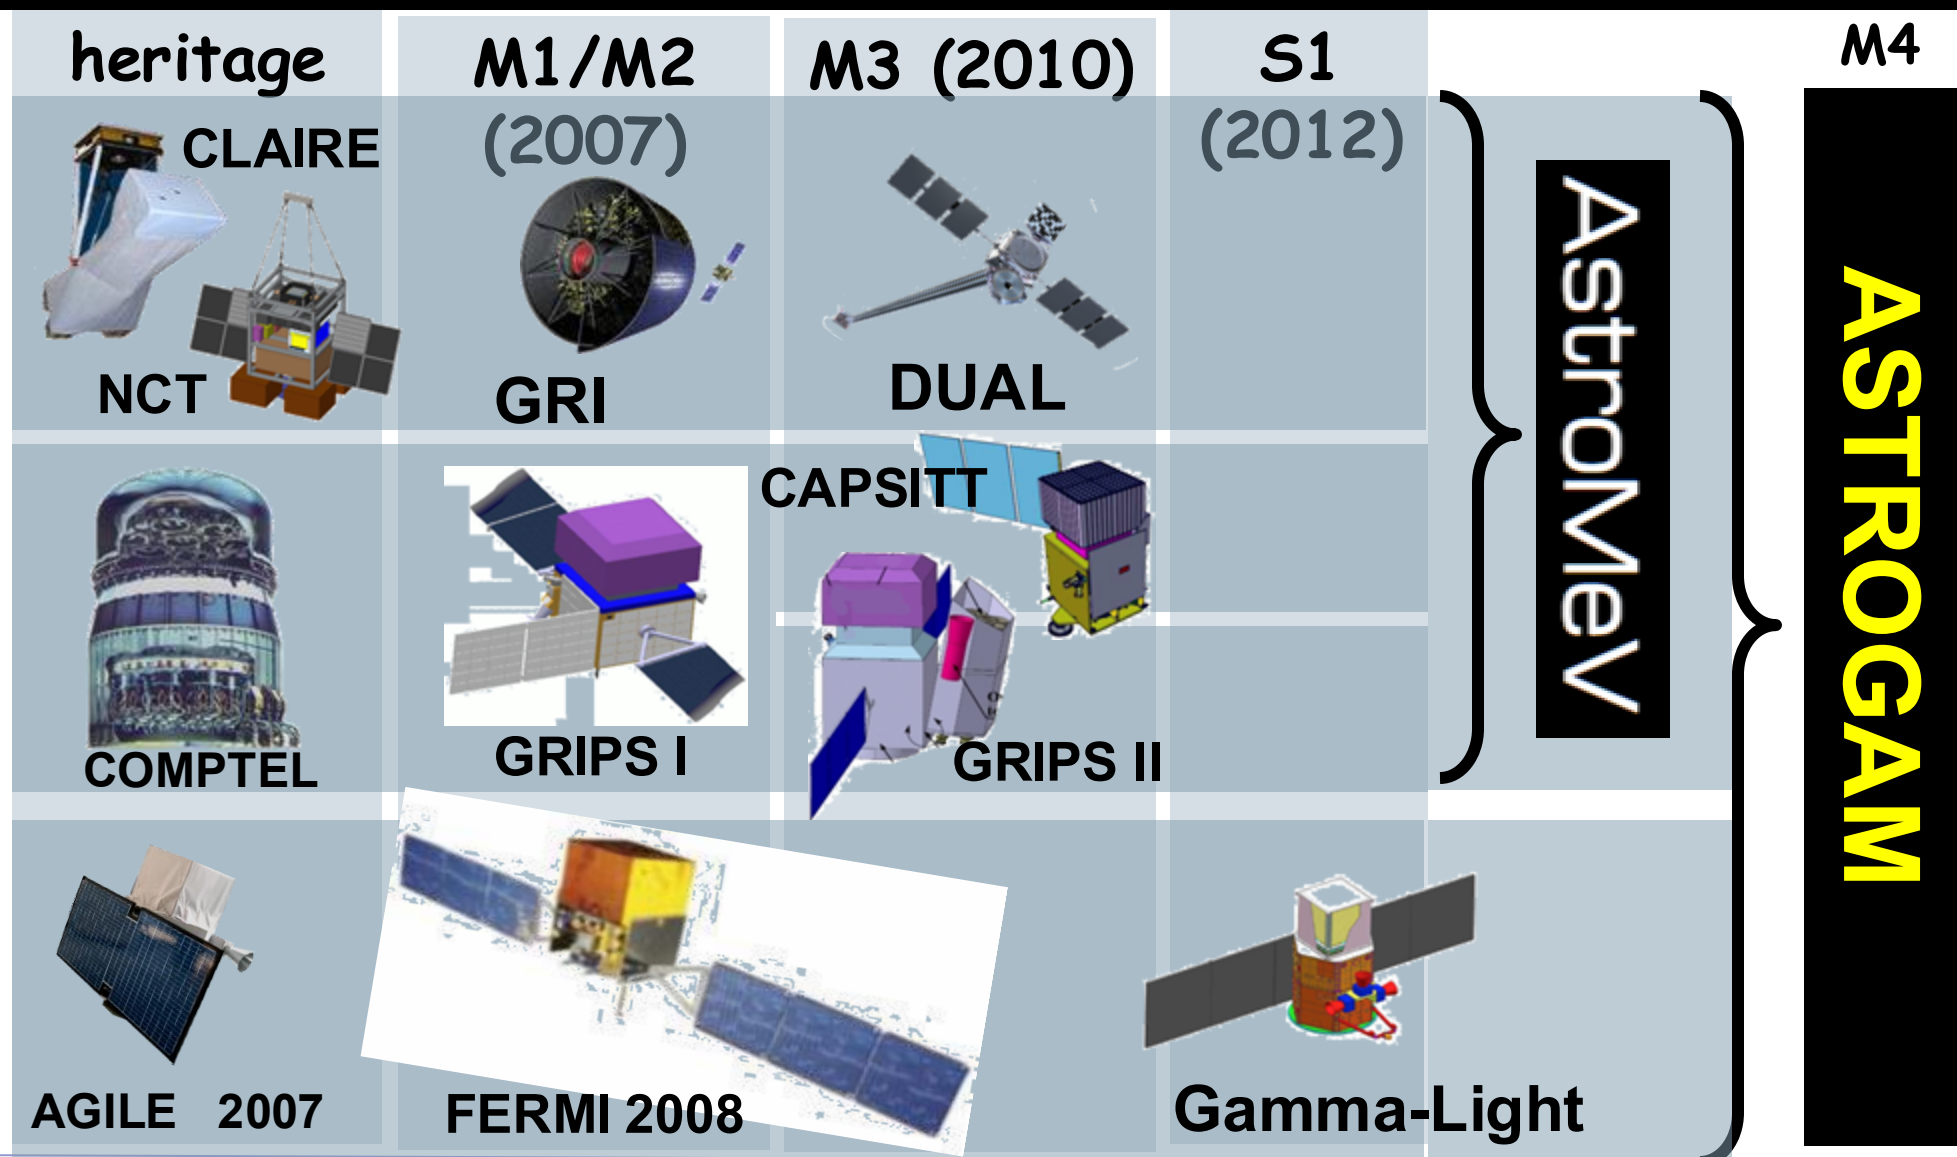 heritage
M1/M2
(2007)
M3 (2010)
S1
(2012)
M4
CLAIRE
NCT
GRI
DUAL
CAPSITT
COMPTEL
GRIPS I
GRIPS II
AGILE 2007
FERMI 2008
Gamma-Light
AstroMeV
ASTROGAM